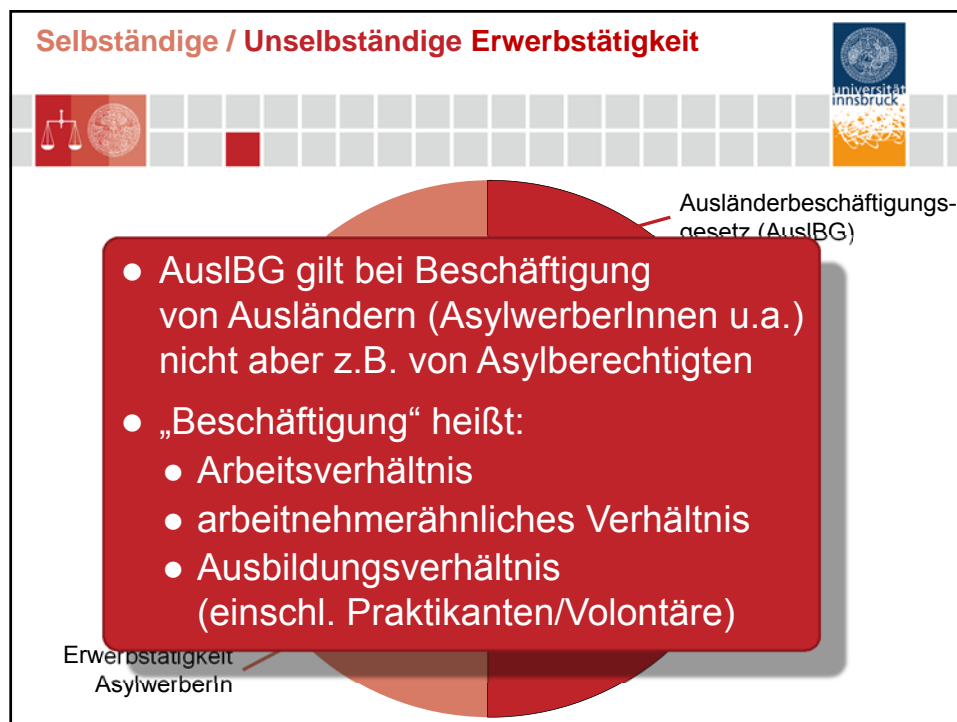 Selbständige / Unselbständige Erwerbstätigkeit
universität
innsbruck
Ausländerbeschäftigungs-
gesetz (AuslBG)
● AuslBG gilt bei Beschäftigung
von Ausländern (AsylwerberInnen u.a.)
nicht aber z.B. von Asylberechtigten
● „Beschäftigung“ heißt:
● Arbeitsverhältnis
● arbeitnehmerähnliches Verhältnis
● Ausbildungsverhältnis
(einschl. Praktikanten/Volontäre)
Erwerbstätigkeit
AsylwerberIn